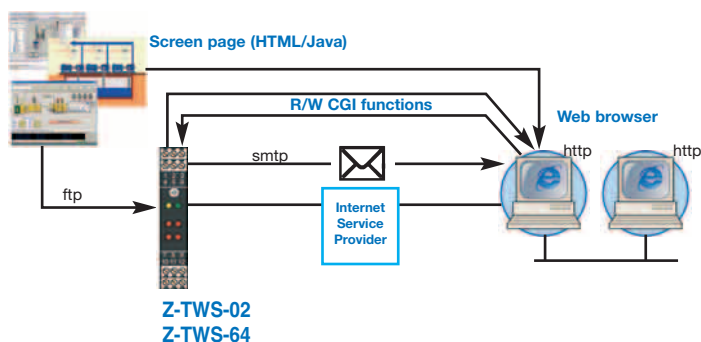 Screen page (HTML/Java)
R/W CGI functions
Web browser
http
http
smtp
ftp
Internet
Service
Provider
Z-TWS-02
Z-TWS-64